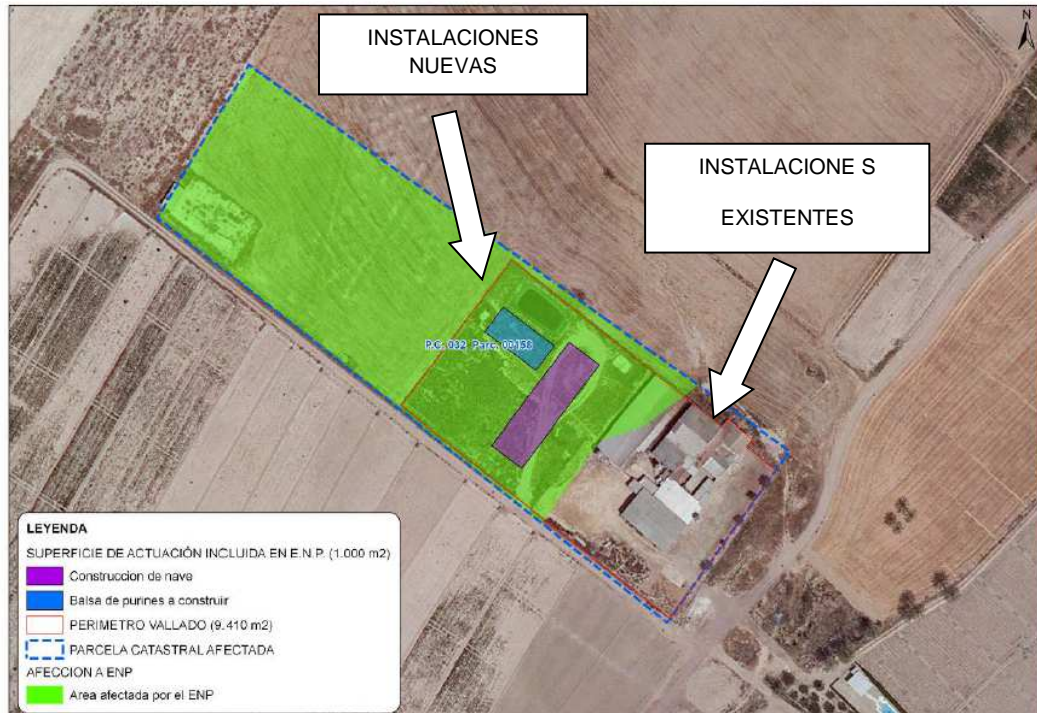 N
INSTALACIONES
NUEVAS
INSTALACIONE S
EXISTENTES
P.C: 032 Parc. 00158
LEYENDA
SUPERFICIE DE ACTUACIÓN INCLUIDA EN E.N.P. (1.000 m2)
Construccion de nave
Balsa de purines a construir
PERIMETRO VALLADO (9.410 m2)
PARCELA CATASTRAL AFECTADA
AFECCION A ENP
Area afectada por el ENP